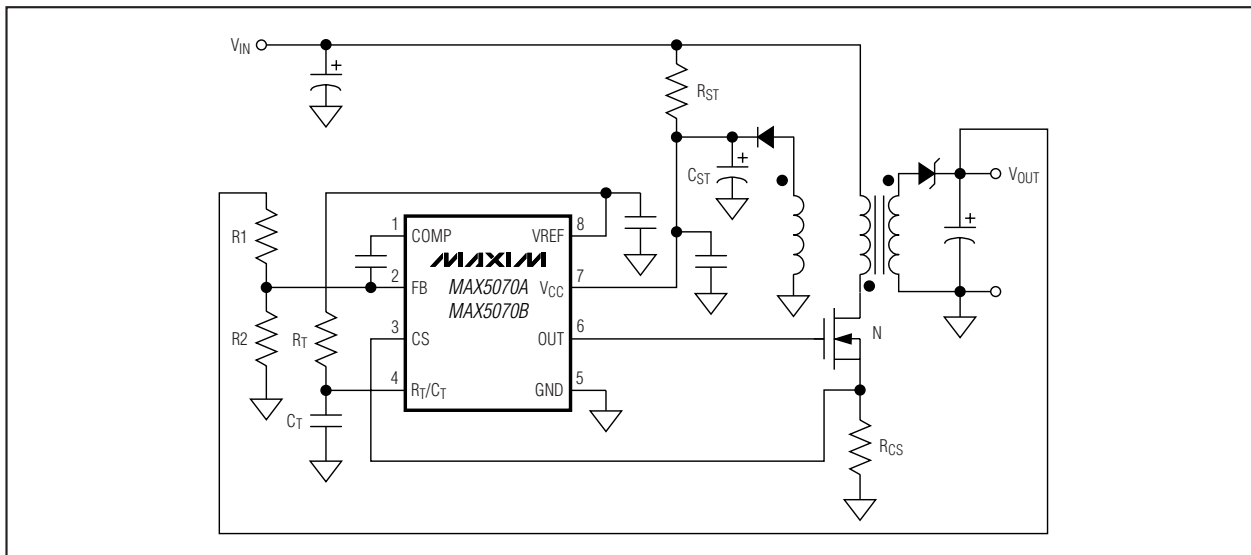 VIN
+
RST
+
CST
VOUT
+
R1
1
COMP
VREF
8
MAXIM
MAX5070A
MAX5070B
2
FB
VCC
7
R2
RT
3
CS
OUT
6
N
4
RT/CT
GND
5
CT
RCS